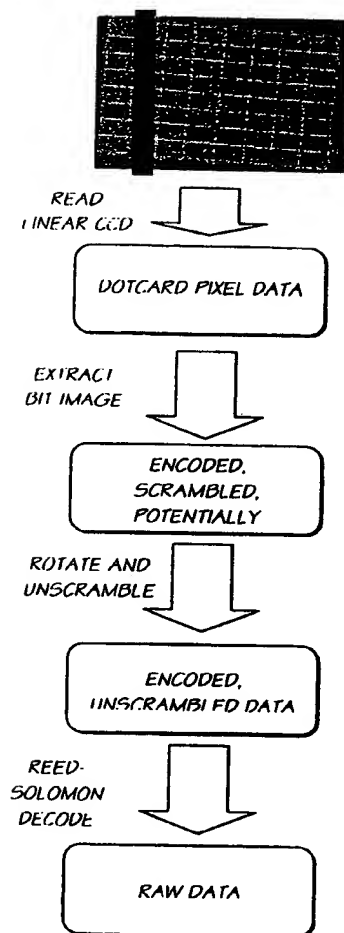 READ
LINEAR CCD
DOTCARD PIXEL DATA
EXTRACT
BIT IMAGE
ENCODED,
SCRAMBLED,
POTENTIALLY
ROTATE AND
UNSCRAMBLE
ENCODED,
UNSCRAMBLED DATA
REED-
SOLOMON
DECODE
RAW DATA